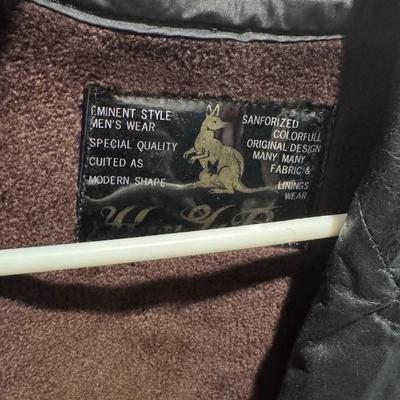 EMINENT STYLE
MEN'S WEAR
SPECIAL QUALITY
CUITED AS
MODERN SHAPE
SANFORIZED
COLORFULL
ORIGINAL DESIGN
MANY MANY
FABRIC &
LININGS
WEAR